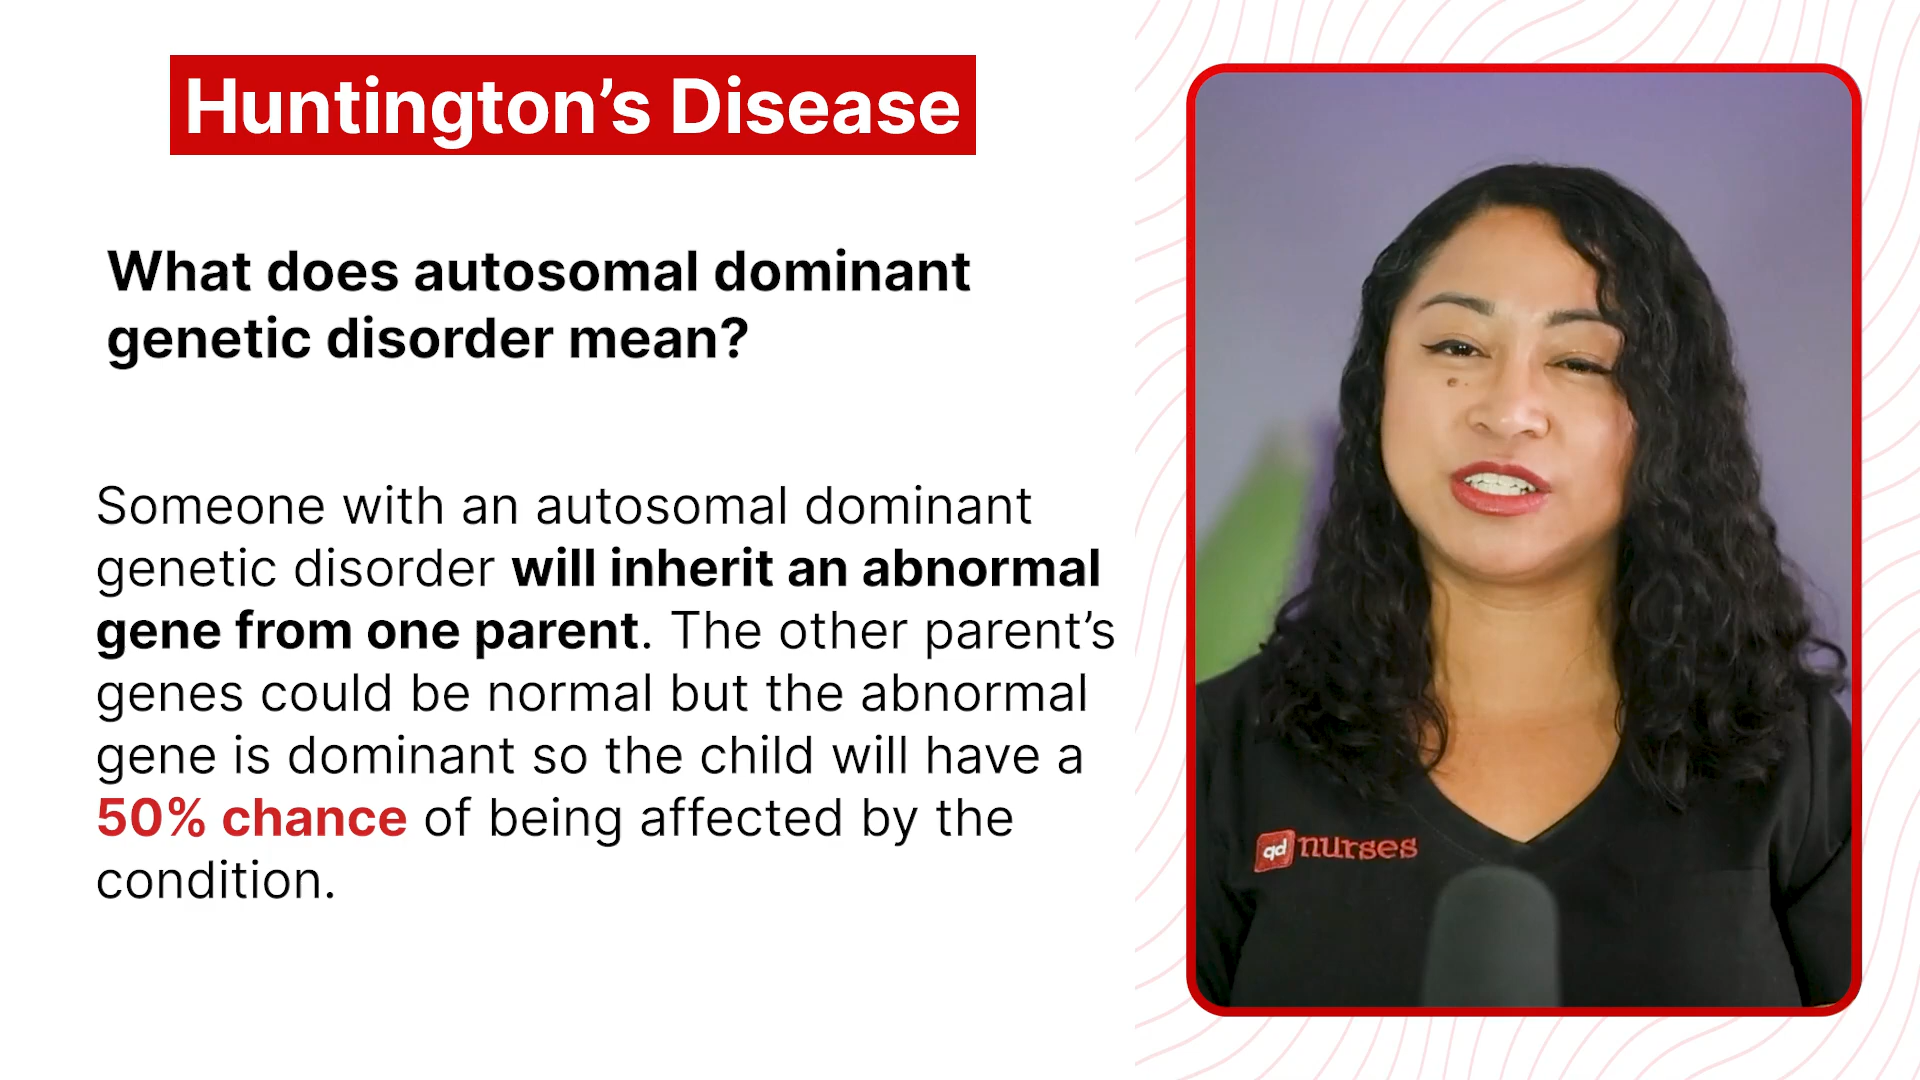 Huntington’s Disease
What does autosomal dominant
genetic disorder mean?
Someone with an autosomal dominant
genetic disorder will inherit an abnormal
gene from one parent. The other parent’s
genes could be normal but the abnormal
gene is dominant so the child will have a
50% chance of being affected by the
condition.
qd nurses